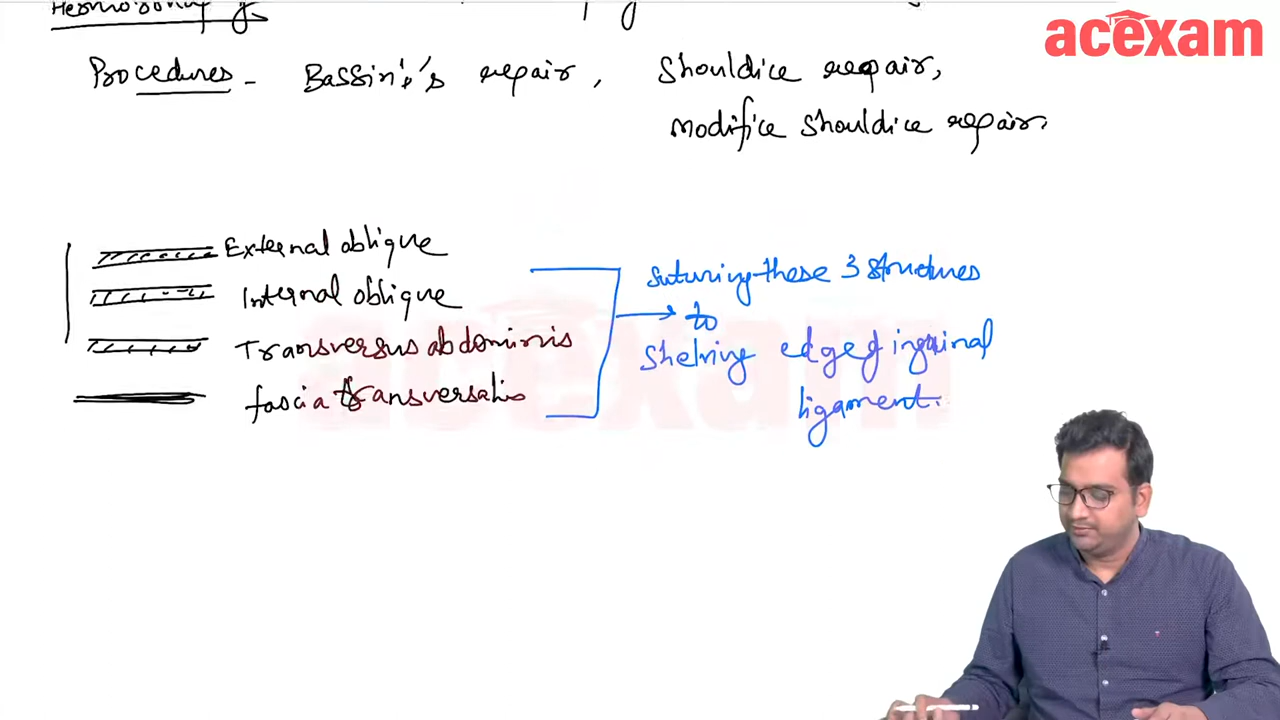 acexam
Procedures - Bassini's repair, Shouldice repair,
modifice shouldice repair.
External oblique
Internal oblique
Transversus abdominis
fascia transversalis
suturing these 3 structures
to
shelving edge of inguinal
ligament.
acexam